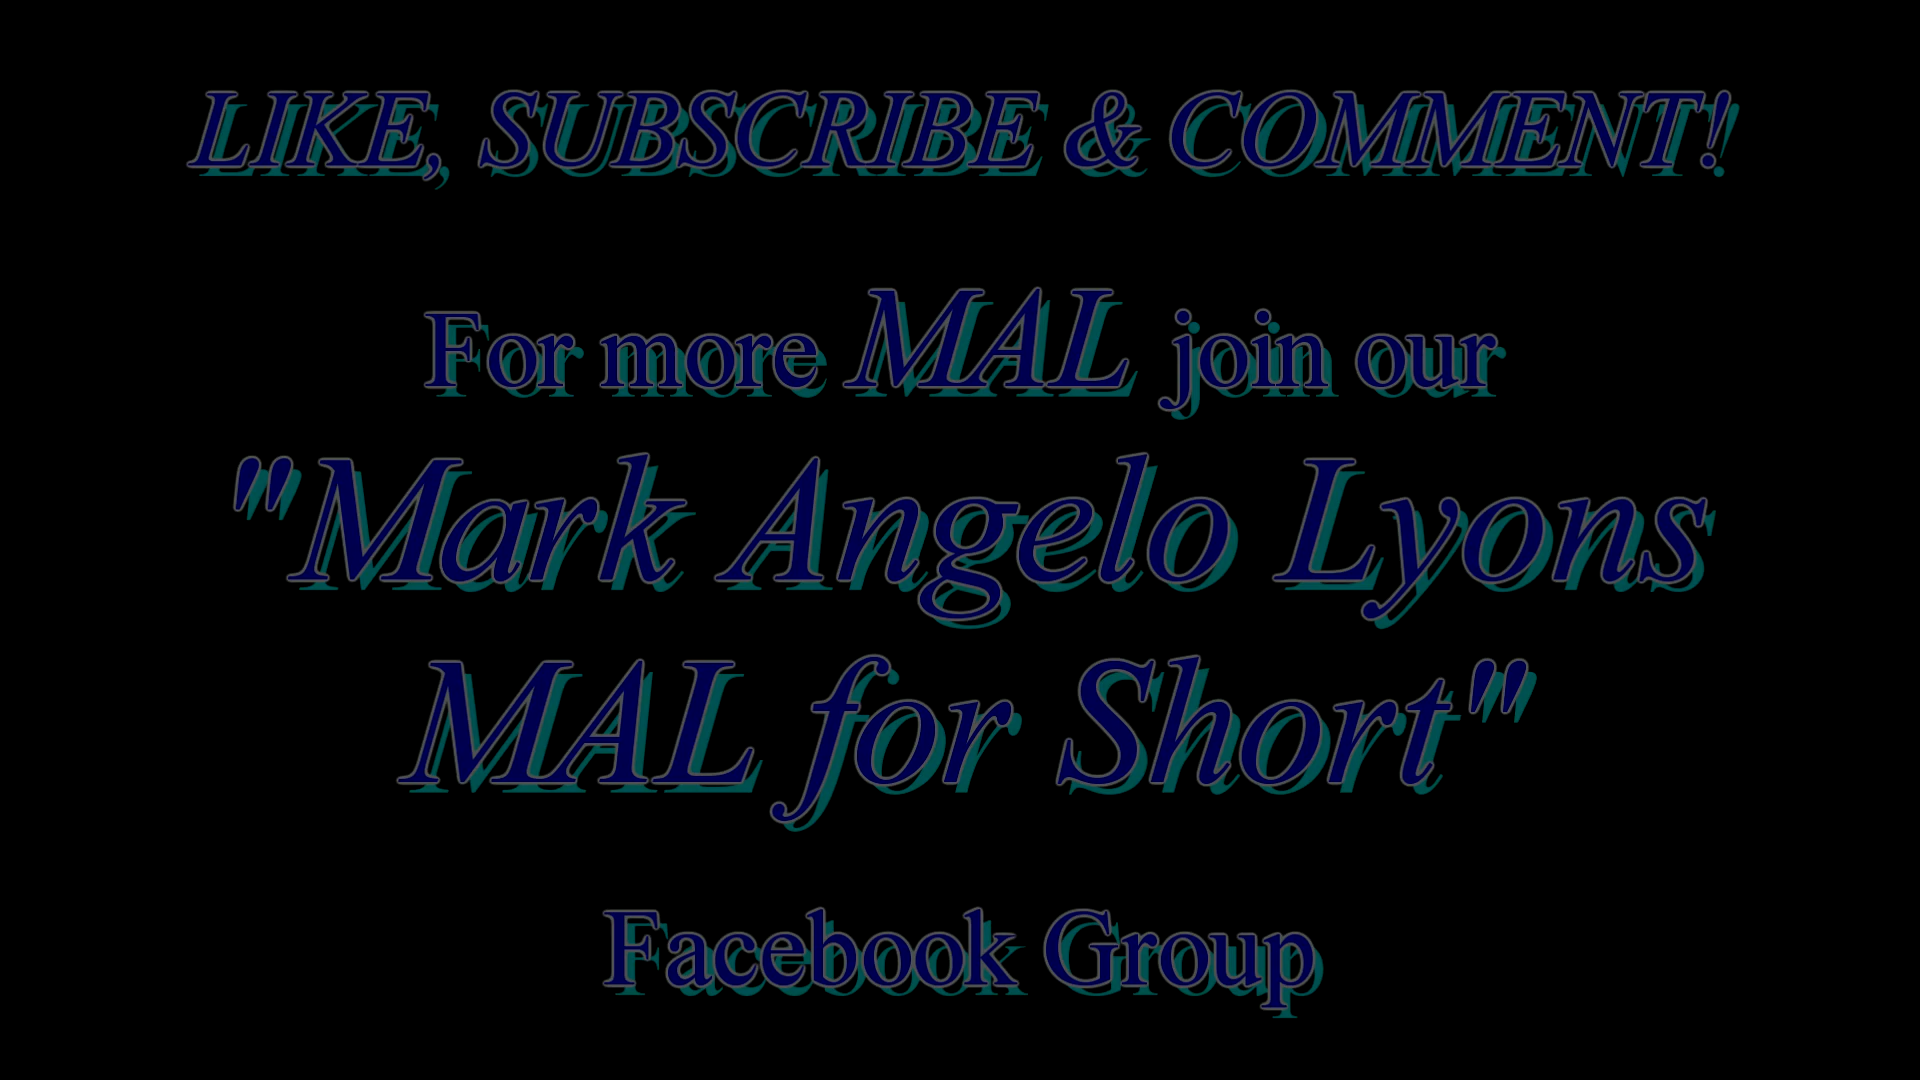 LIKE, SUBSCRIBE & COMMENT!
For more MAL join our
"Mark Angelo Lyons
MAL for Short"
Facebook Group